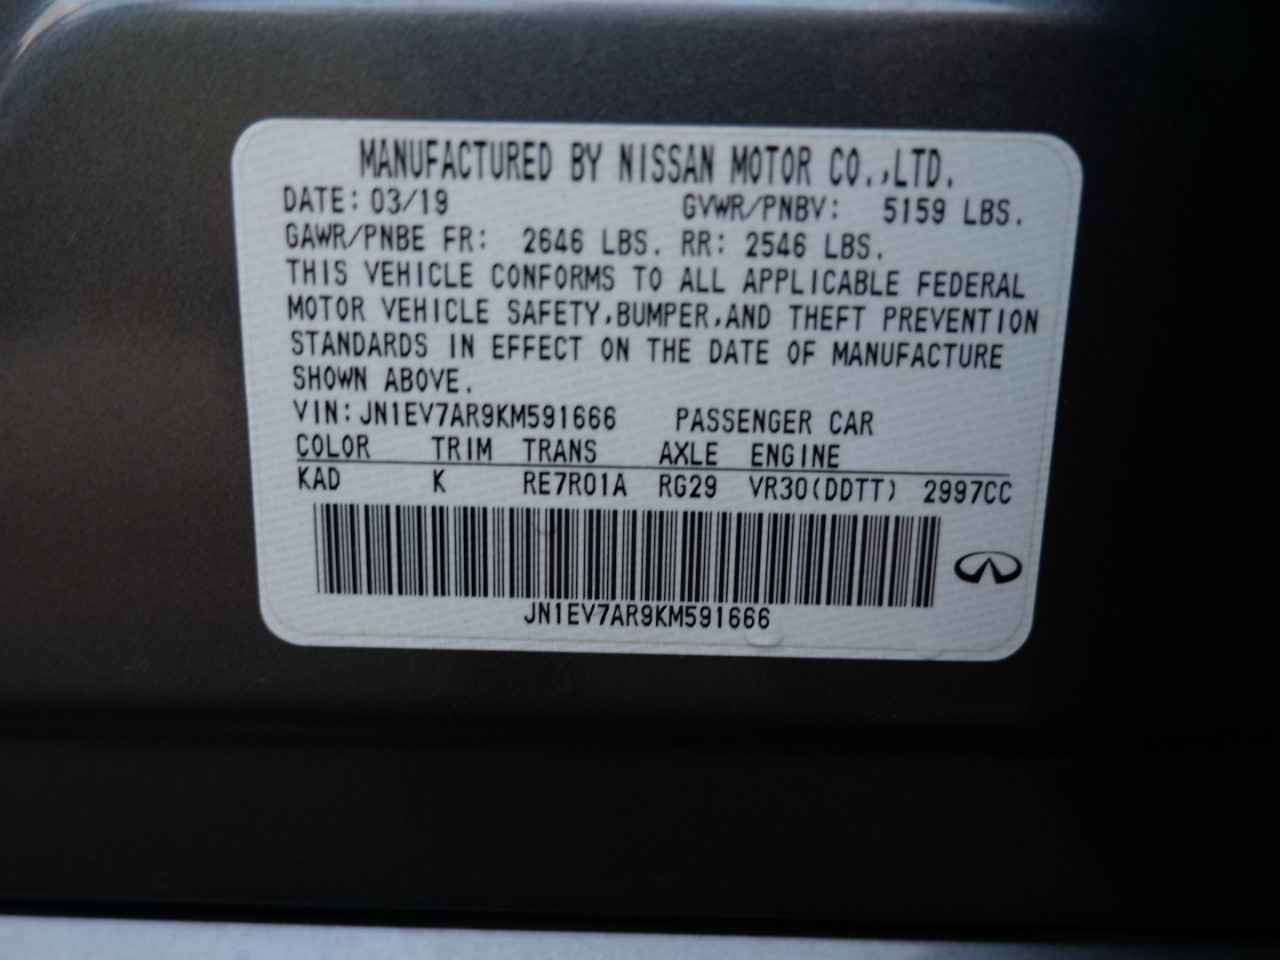 MANUFACTURED BY NISSAN MOTOR CO.,LTD.
DATE: 03/19 GVWR/PNBV: 5159 LBS.
GAWR/PNBE FR: 2646 LBS. RR: 2546 LBS.
THIS VEHICLE CONFORMS TO ALL APPLICABLE FEDERAL
MOTOR VEHICLE SAFETY,BUMPER,AND THEFT PREVENTION
STANDARDS IN EFFECT ON THE DATE OF MANUFACTURE
SHOWN ABOVE.
VIN:JN1EV7AR9KM591666 PASSENGER CAR
COLOR TRIM TRANS AXLE ENGINE
KAD K RE7R01A RG29 VR30(DDTT) 2997CC
JN1EV7AR9KM591666